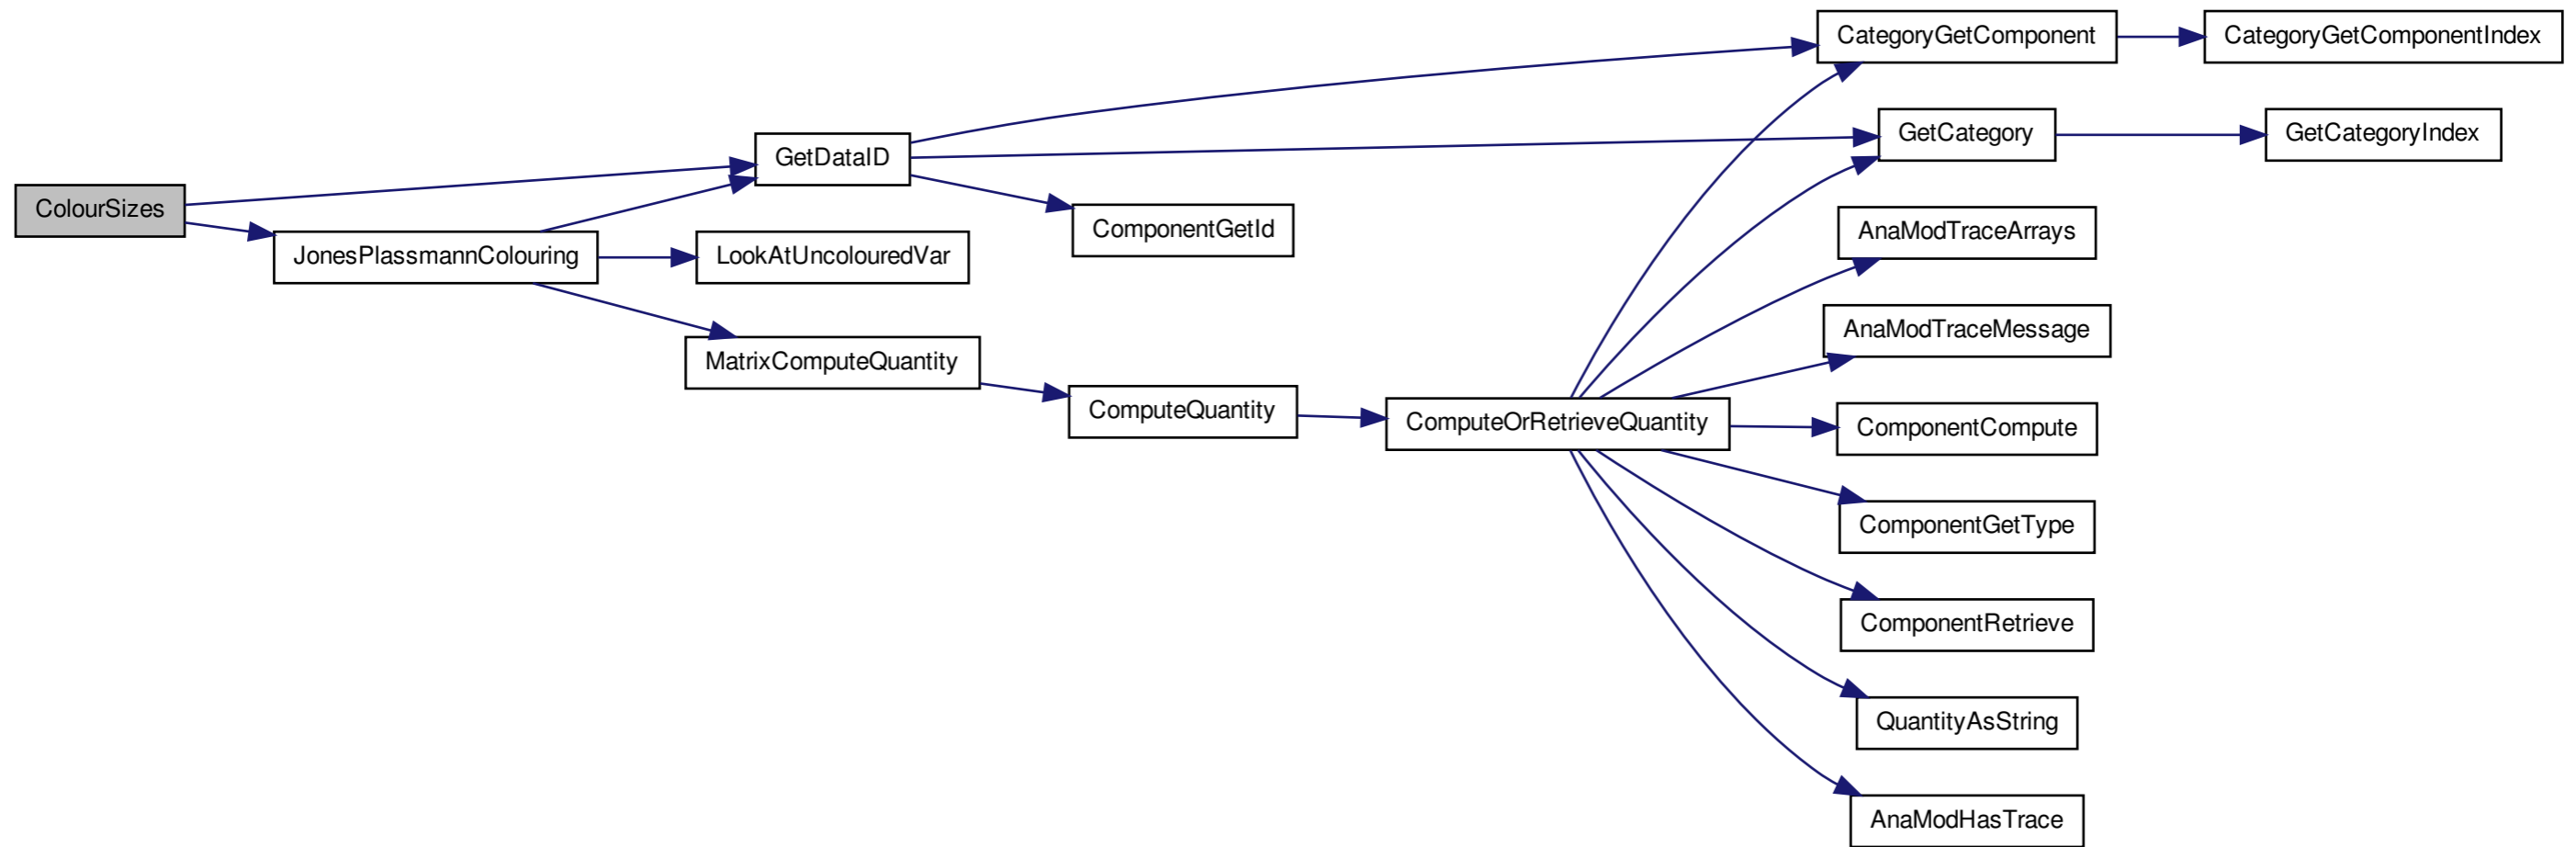 CategoryGetComponent
CategoryGetComponentIndex
GetCategory
GetCategoryIndex
GetDataID
ColourSizes
ComponentGetId
AnaModTraceArrays
JonesPlassmannColouring
LookAtUncolouredVar
AnaModTraceMessage
MatrixComputeQuantity
ComputeQuantity
ComputeOrRetrieveQuantity
ComponentCompute
ComponentGetType
ComponentRetrieve
QuantityAsString
AnaModHasTrace